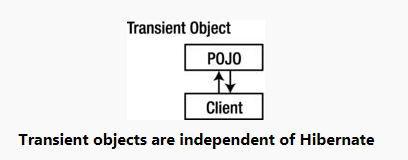 Transient Object
POJO
Client
Transient objects are independent of Hibernate